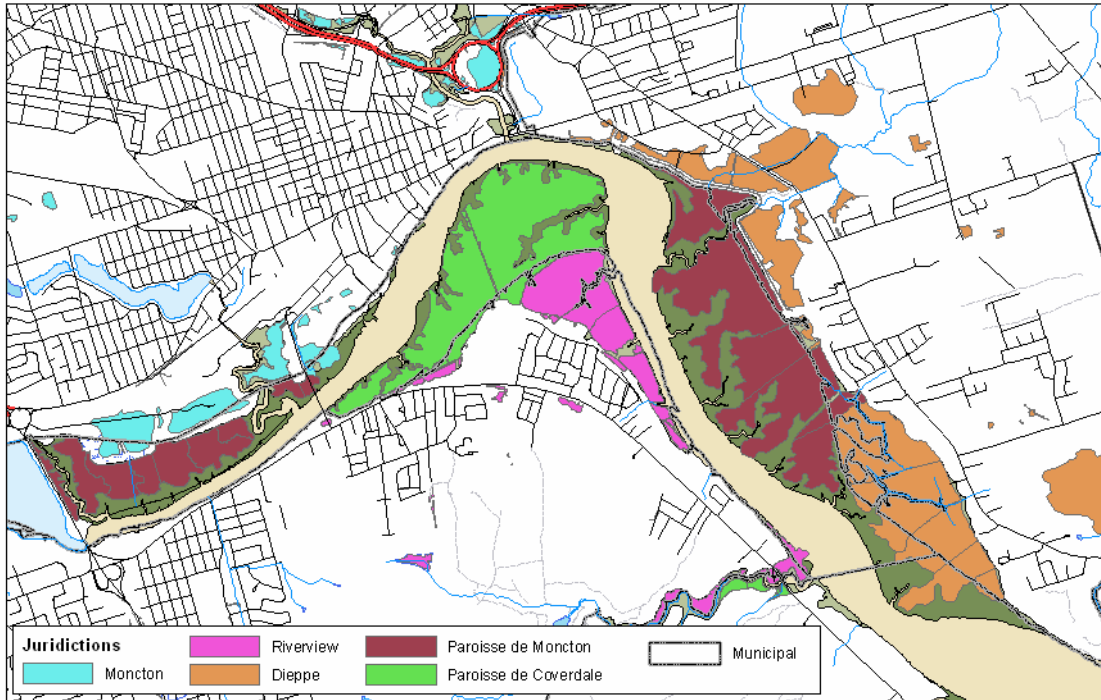 Juridictions
Moncton
Riverview
Dieppe
Paroisse de Moncton
Paroisse de Coverdale
Municipal